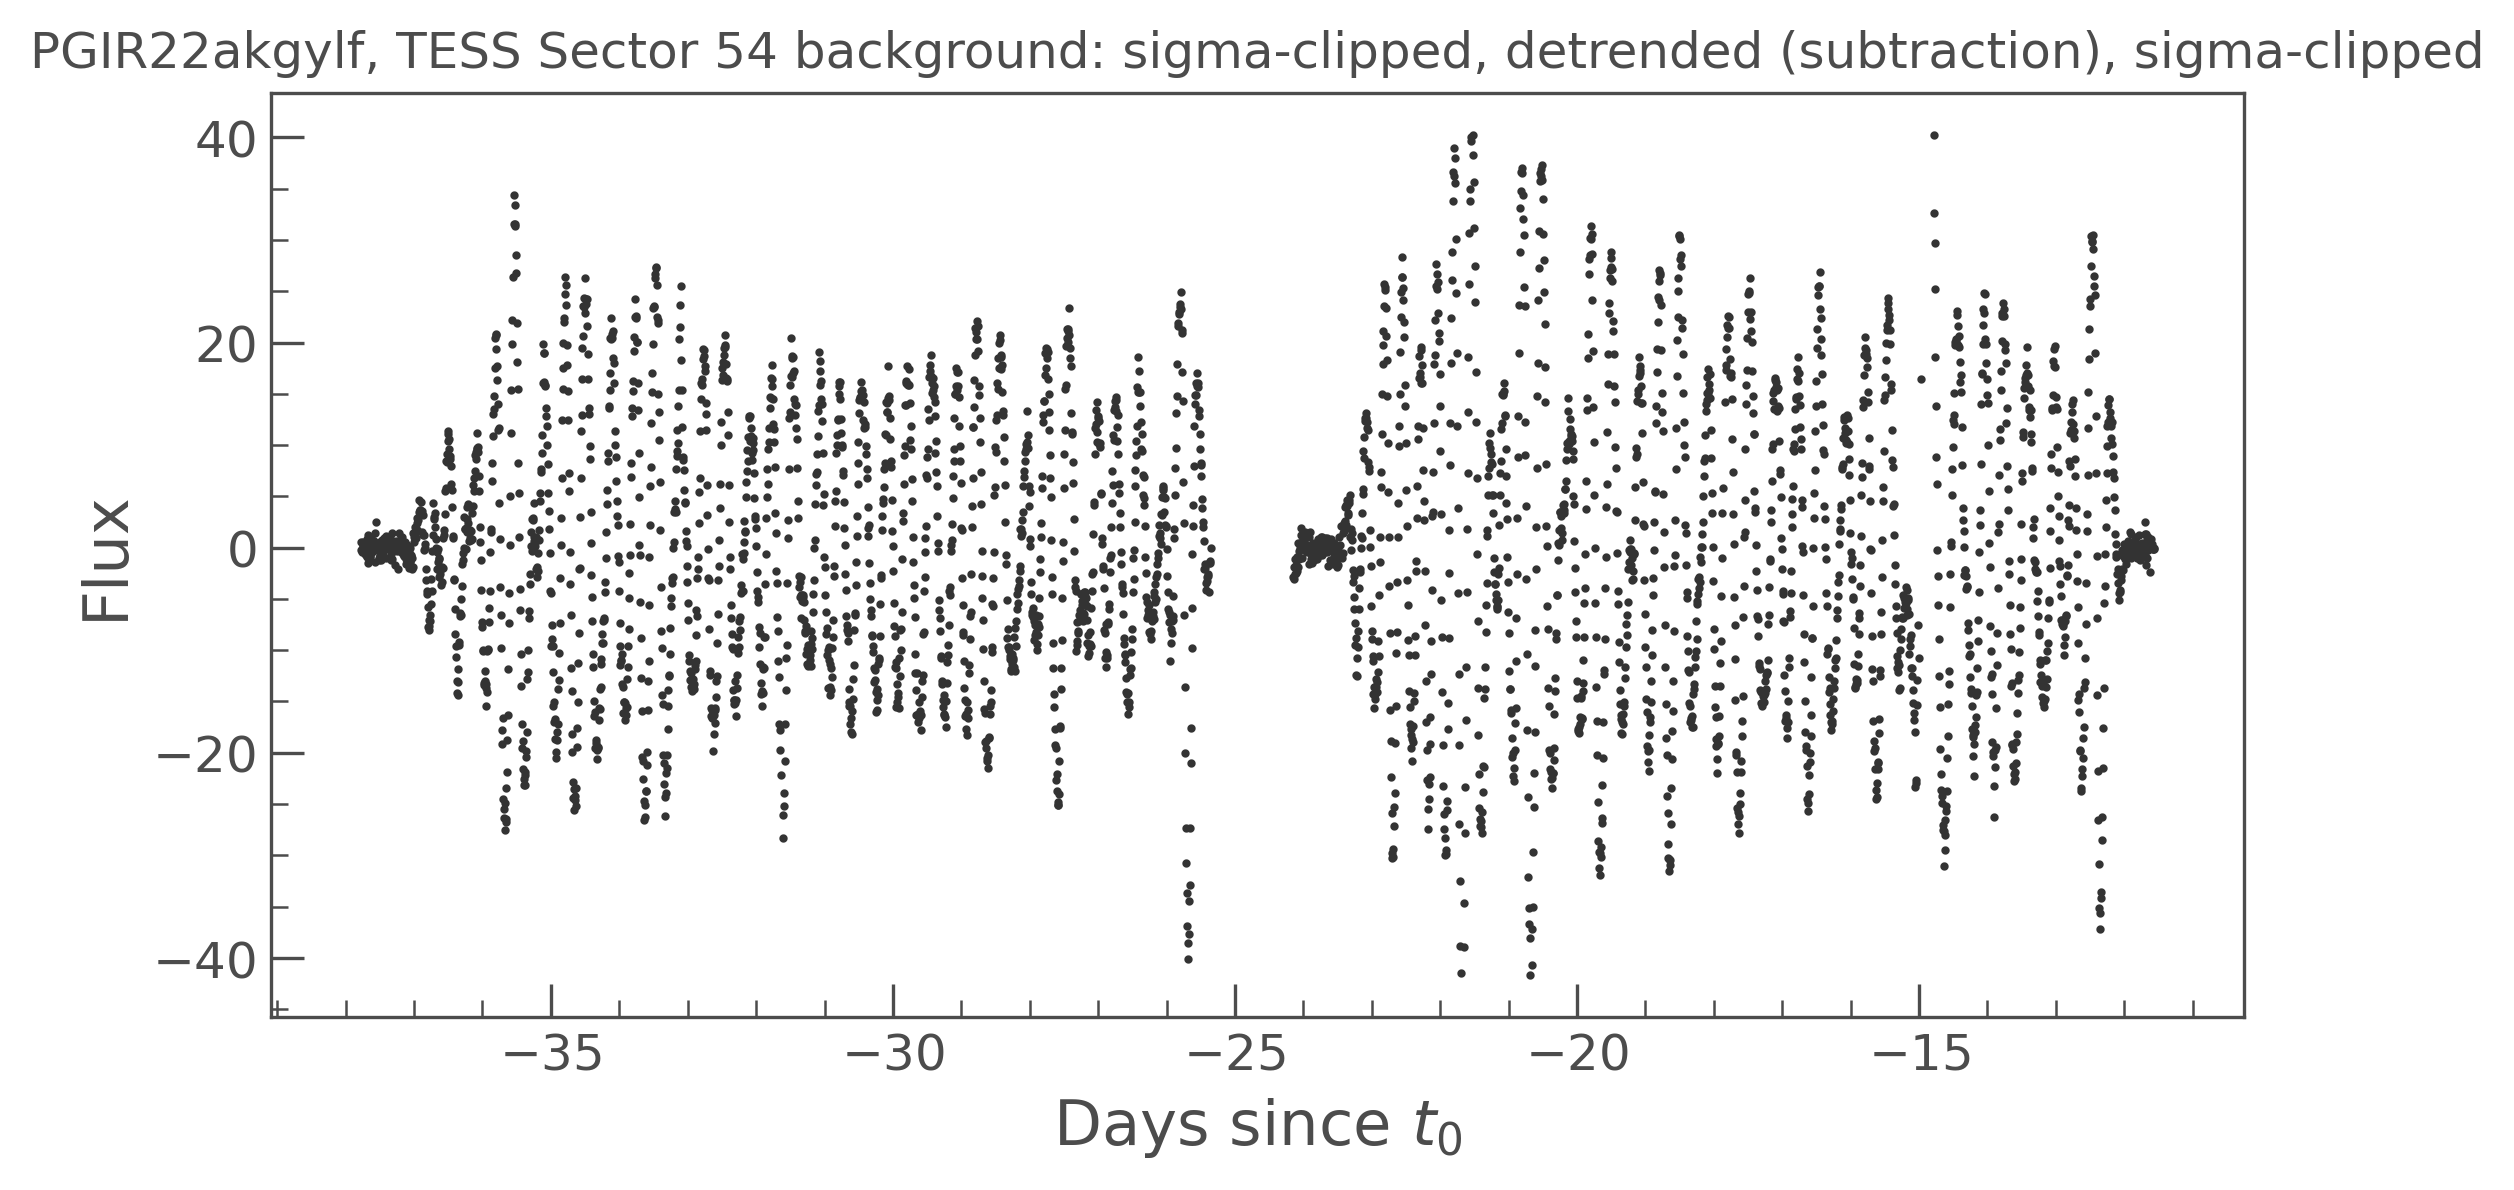 PGIR22akgylf, TESS Sector 54 background: sigma-clipped, detrended (subtraction), sigma-clipped
40
20
0
−20
−40
Flux
−35 −30 −25 −20 −15
Days since t0